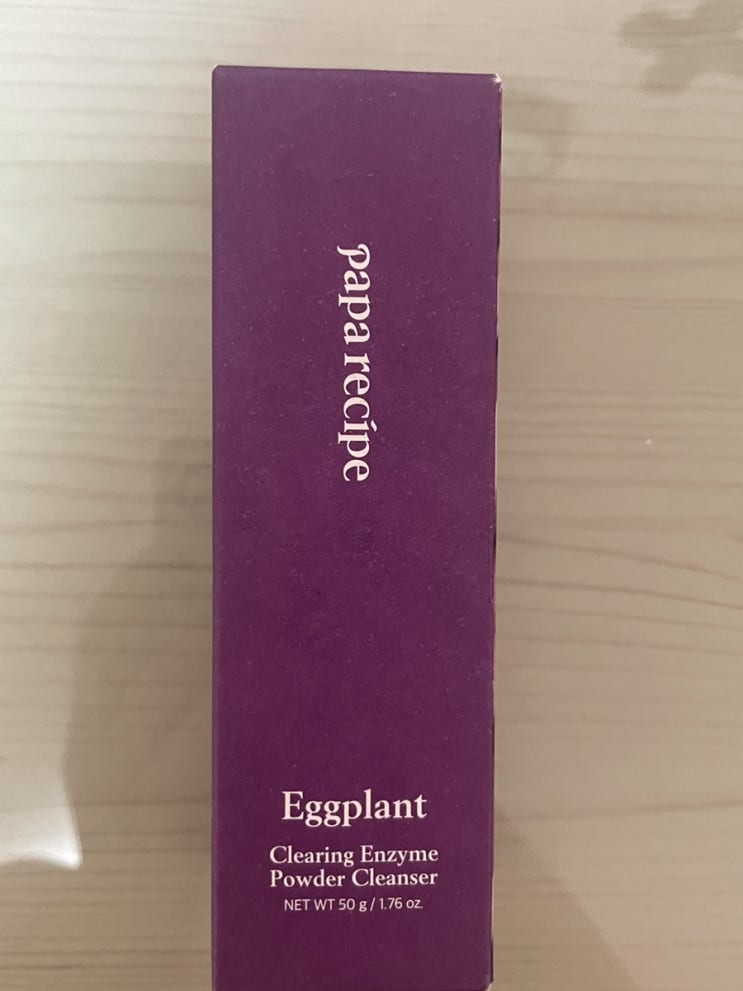 papa recipe
Eggplant
Clearing Enzyme
Powder Cleanser
NET WT 50 g / 1.76 oz.